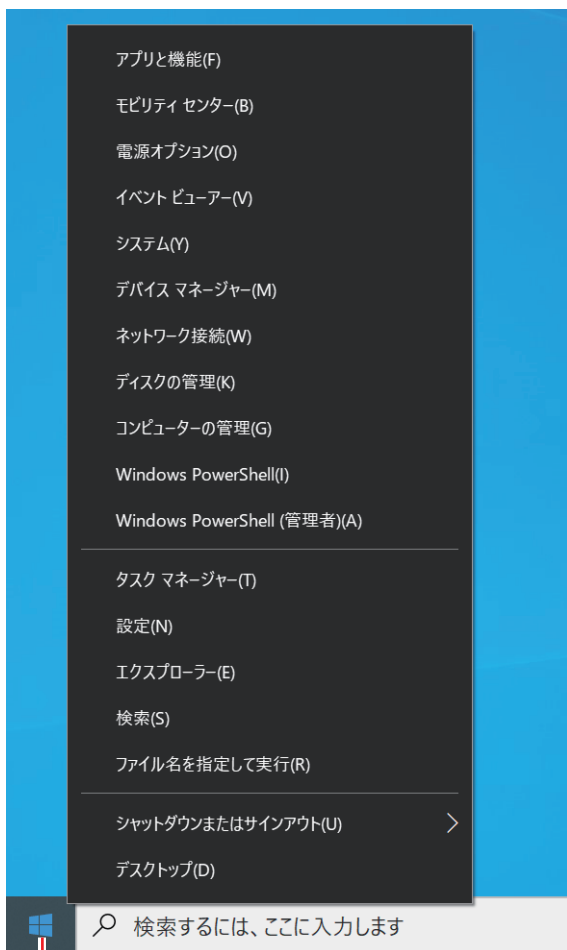 アプリと機能(F)
モビリティ センター(B)
電源オプション(O)
イベント ビューアー(V)
システム(Y)
デバイス マネージャー(M)
ネットワーク接続(W)
ディスクの管理(K)
コンピューターの管理(G)
Windows PowerShell(I)
Windows PowerShell (管理者)(A)
タスク マネージャー(T)
設定(N)
エクスプローラー(E)
検索(S)
ファイル名を指定して実行(R)
シャットダウンまたはサインアウト(U)
デスクトップ(D)
検索するには、ここに入力します